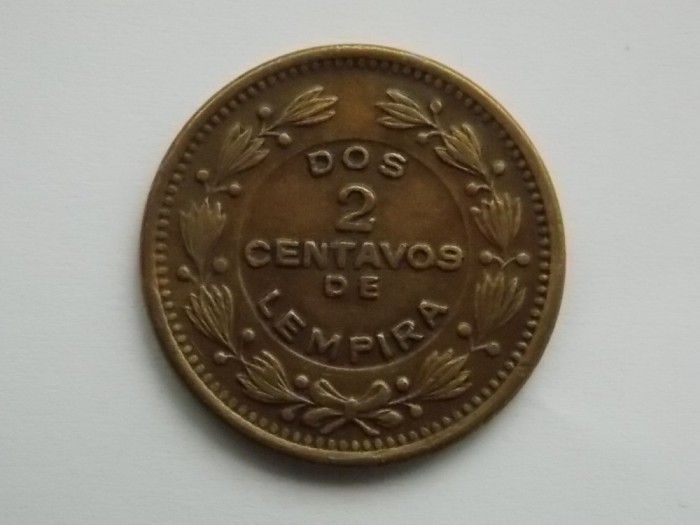 DOS
2
CENTAVOS
DE
LEMPIRA